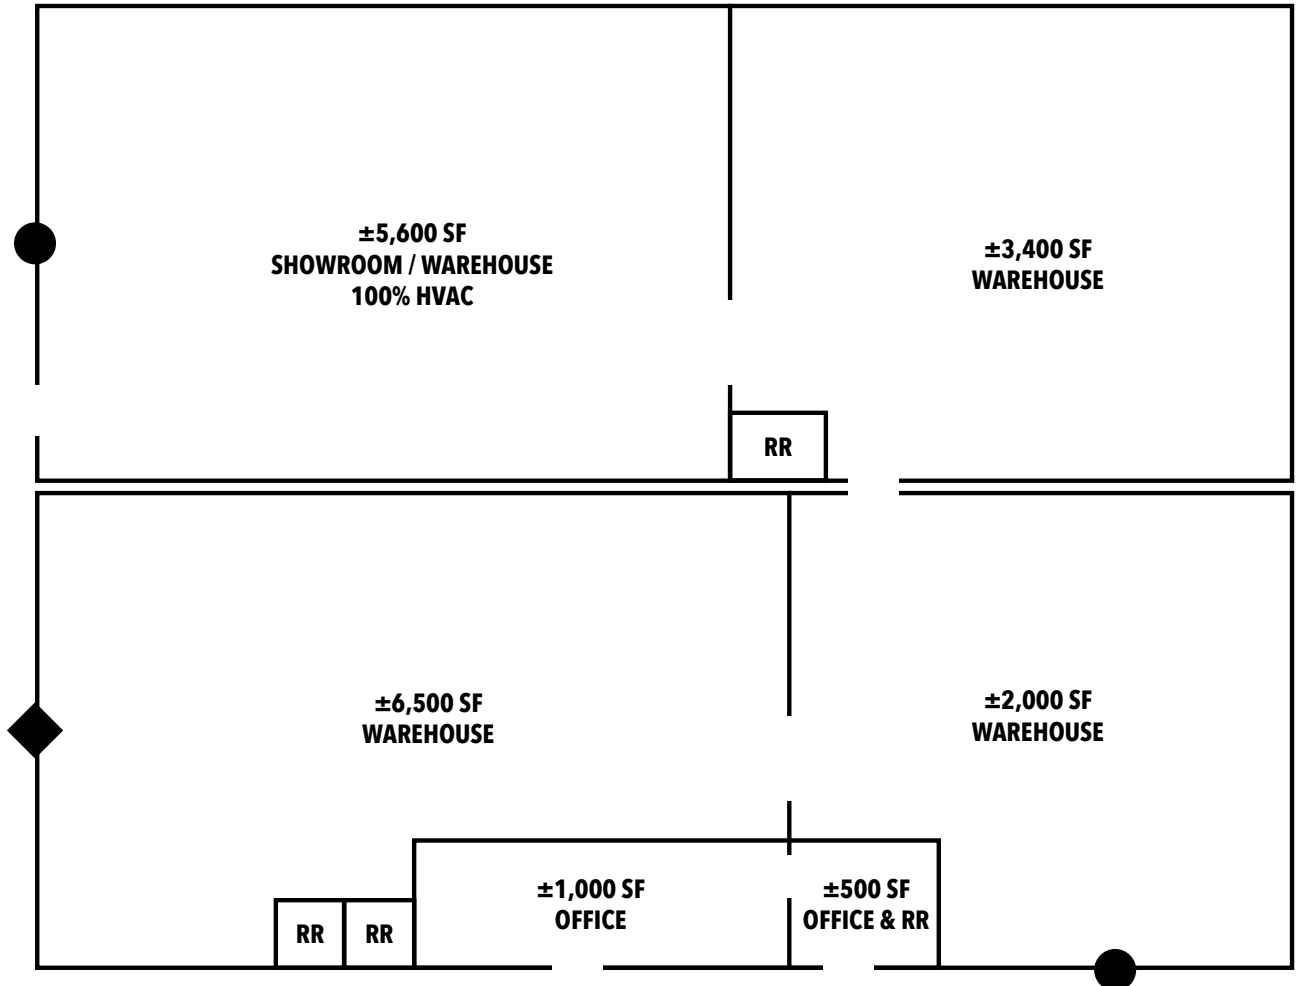 ±5,600 SF
SHOWROOM / WAREHOUSE
100% HVAC
±3,400 SF
WAREHOUSE
RR
±6,500 SF
WAREHOUSE
±2,000 SF
WAREHOUSE
±1,000 SF
OFFICE
±500 SF
OFFICE & RR
RR
RR